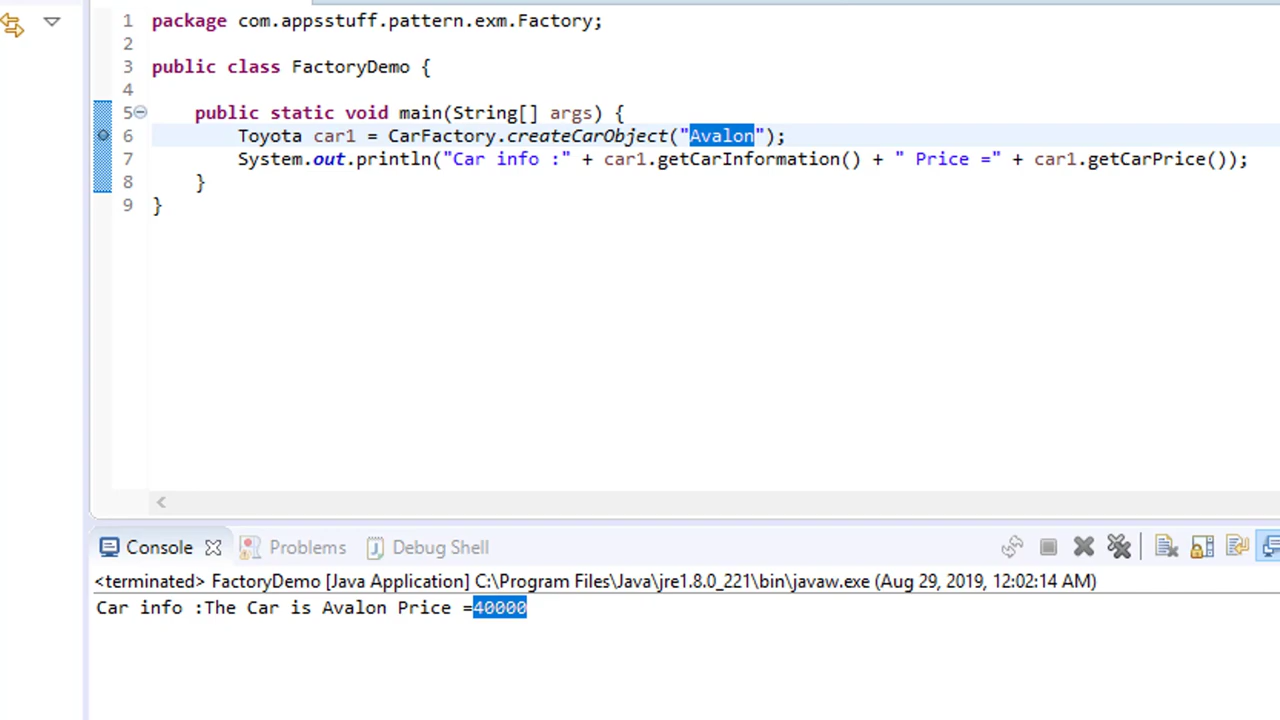 1 package com.appsstuff.pattern.exm.Factory;
2
3 public class FactoryDemo {
4
5 public static void main(String[] args) {
6 Toyota car1 = CarFactory.createCarObject("Avalon");
7 System.out.println("Car info :" + car1.getCarInformation() + " Price =" + car1.getCarPrice());
8 }
9 }
Console Problems Debug Shell
<terminated> FactoryDemo [Java Application] C:\Program Files\Java\jre1.8.0_221\bin\javaw.exe (Aug 29, 2019, 12:02:14 AM)
Car info :The Car is Avalon Price =40000